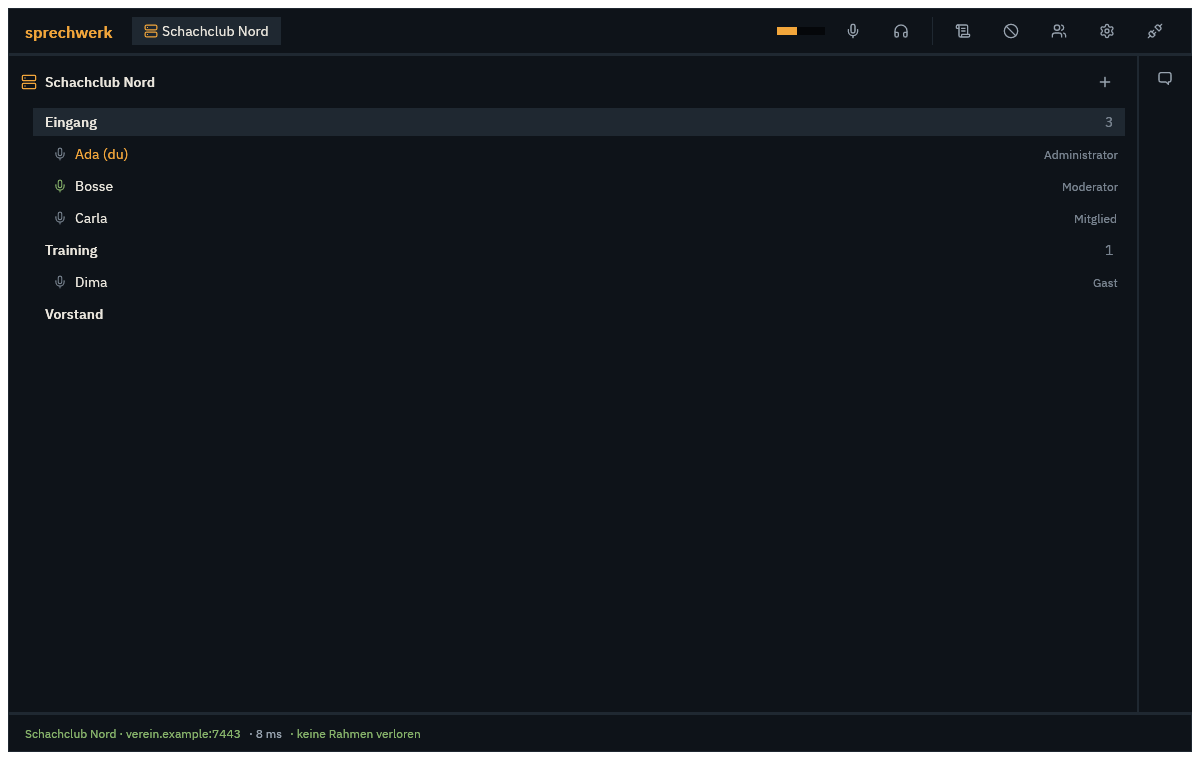 sprechwerk
Schachclub Nord
Schachclub Nord
Eingang 3
Ada (du) Administrator
Bosse Moderator
Carla Mitglied
Training 1
Dima Gast
Vorstand
Schachclub Nord · verein.example:7443 · 8 ms · keine Rahmen verloren